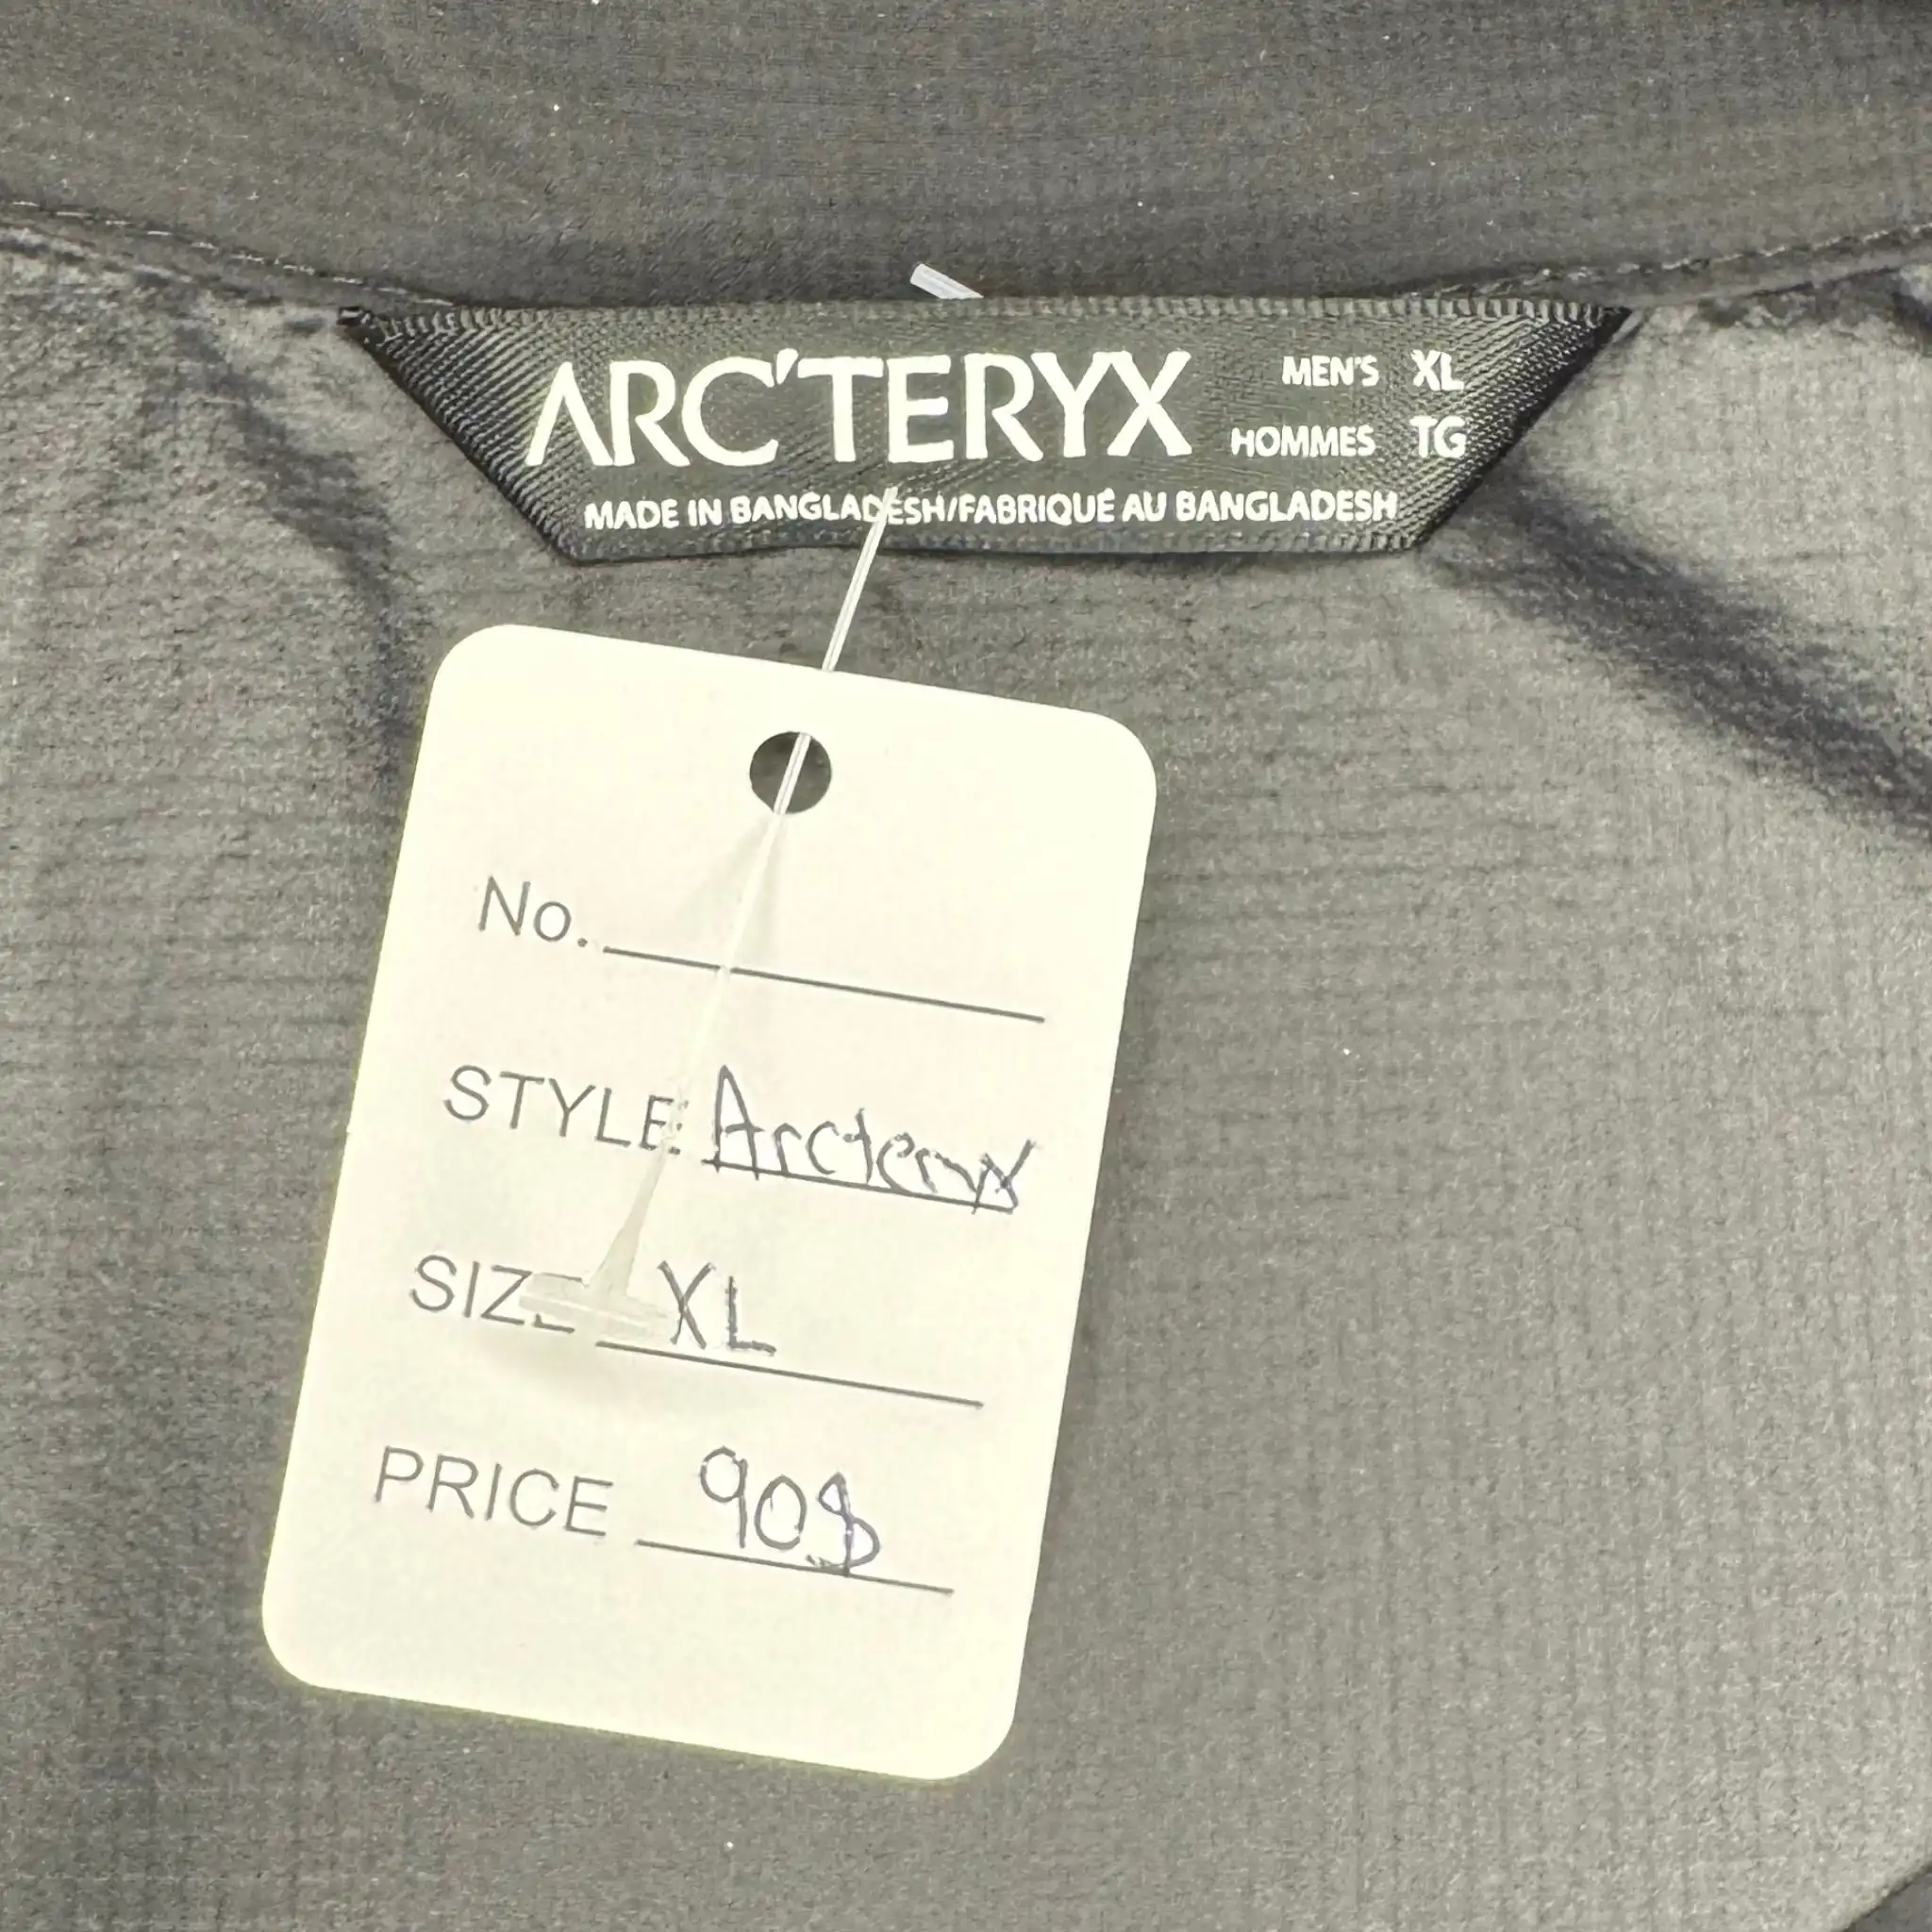 ARC'TERYX MEN'S XL
HOMMES TG
MADE IN BANGLADESH/FABRIQUÉ AU BANGLADESH
No.
STYLE: Arcteryx
SIZE XL
PRICE 90$